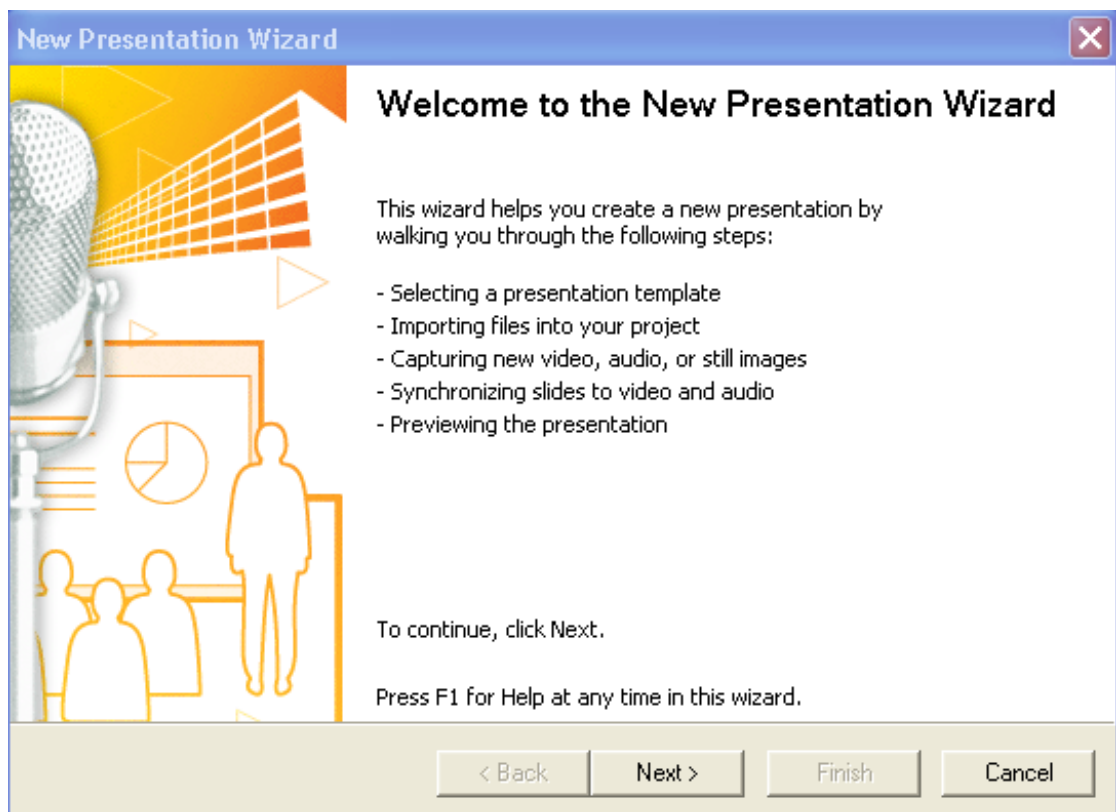 New Presentation Wizard
Welcome to the New Presentation Wizard
This wizard helps you create a new presentation by
walking you through the following steps:
- Selecting a presentation template
- Importing files into your project
- Capturing new video, audio, or still images
- Synchronizing slides to video and audio
- Previewing the presentation
To continue, click Next.
Press F1 for Help at any time in this wizard.
< Back Next > Finish Cancel